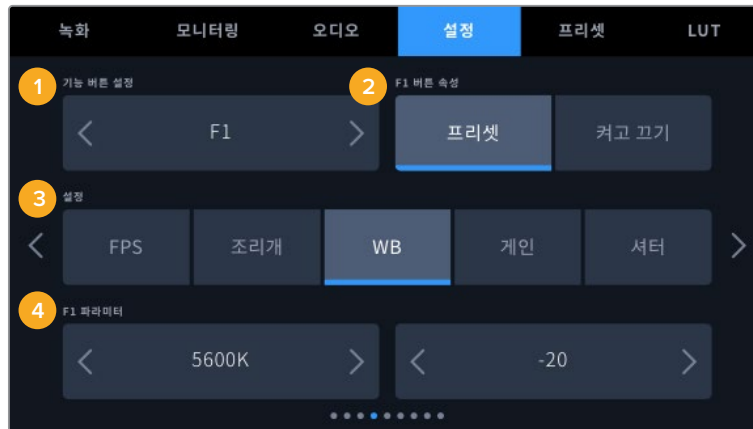 녹화 모니터링 오디오 설정 프리셋 LUT
1 기능 버튼 설정 2 F1 버튼 속성
F1 프리셋 켜고 끄기
3 설정
FPS 조리개 WB 게인 셔터
4 F1 파라미터
5600K -20